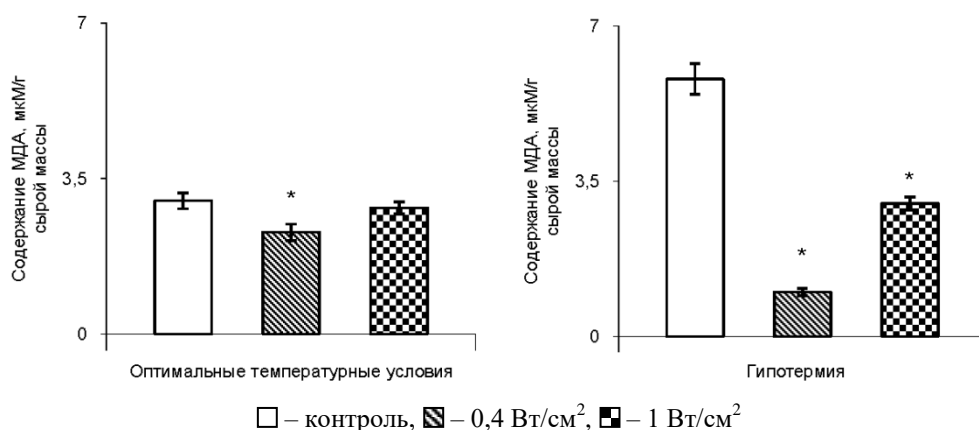 7
3,5
0
Содержание МДА, мкМ/г
сырой массы
*
Оптимальные температурные условия
7
3,5
0
Содержание МДА, мкМ/г
сырой массы
*
*
Гипотермия
– контроль, – 0,4 Вт/см², – 1 Вт/см²